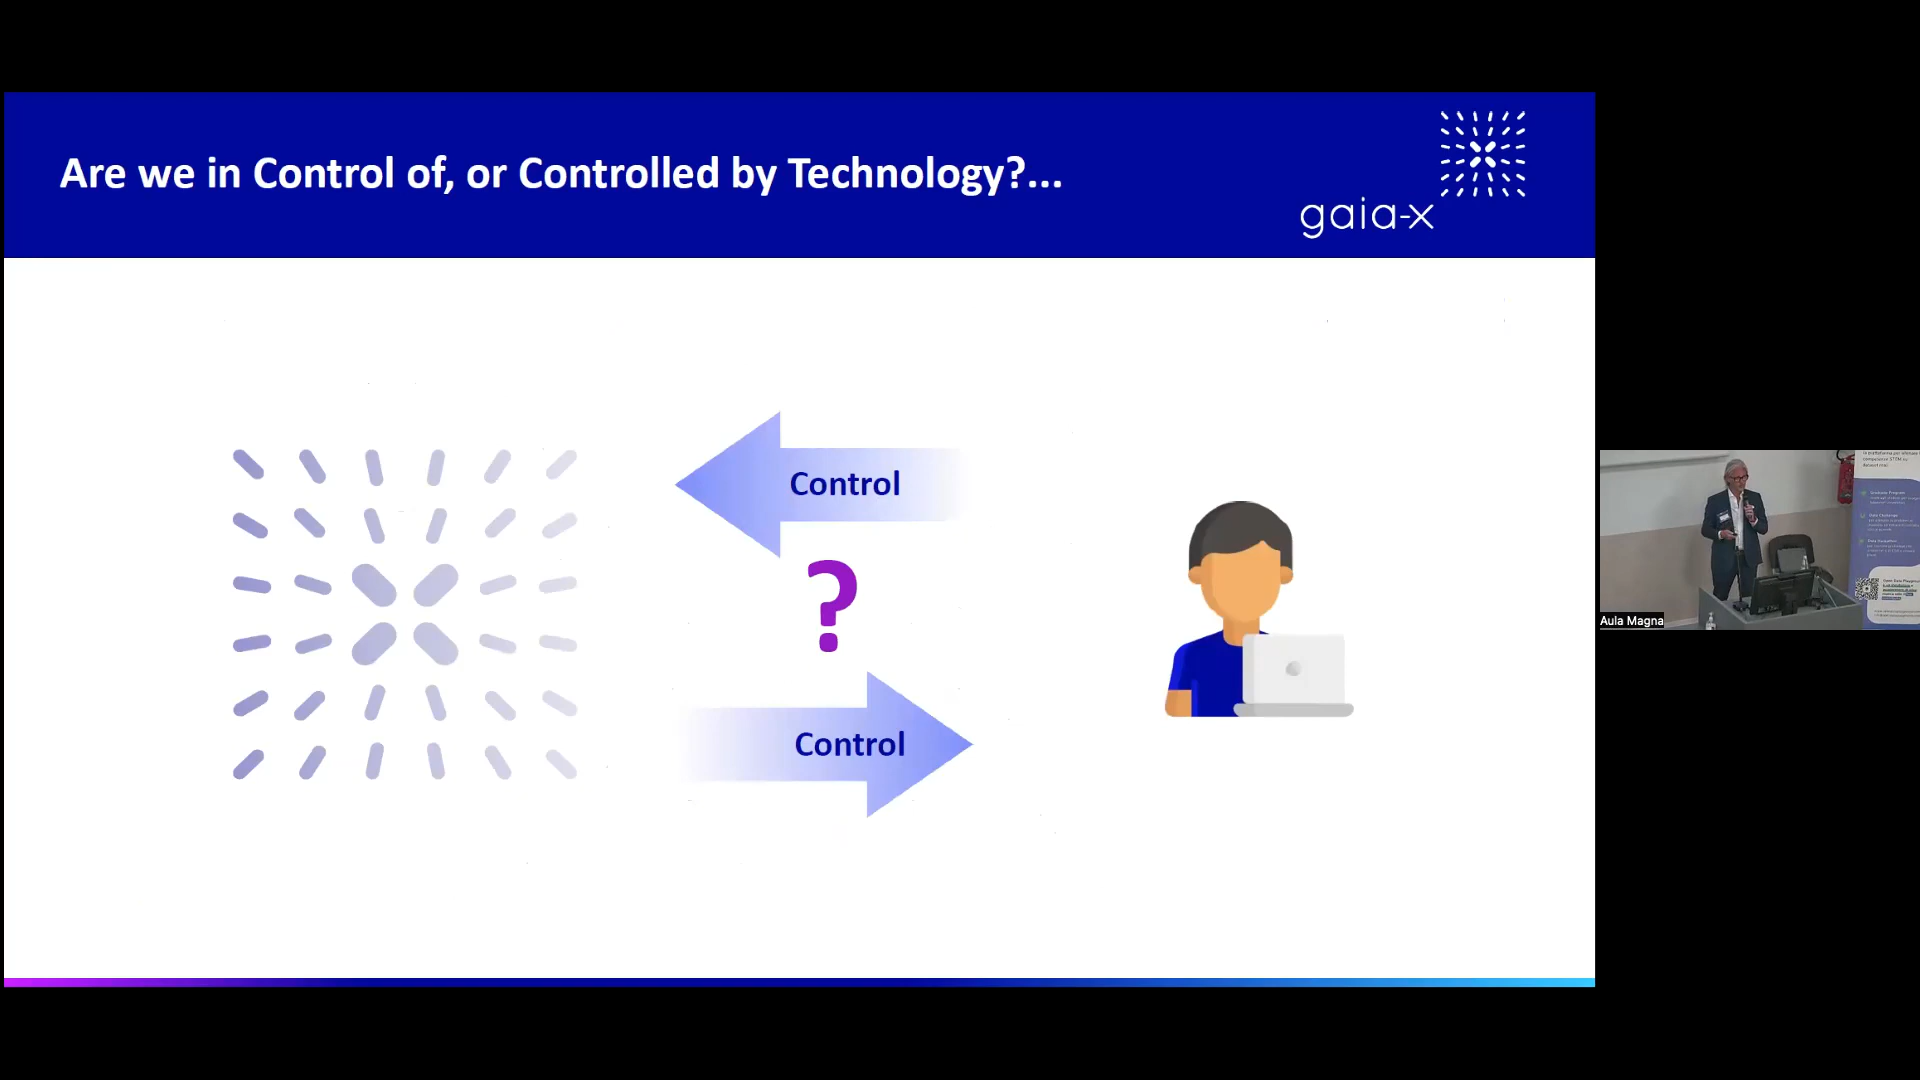 Are we in Control of, or Controlled by Technology?...
gaia-x
Control
?
Control
Aula Magna